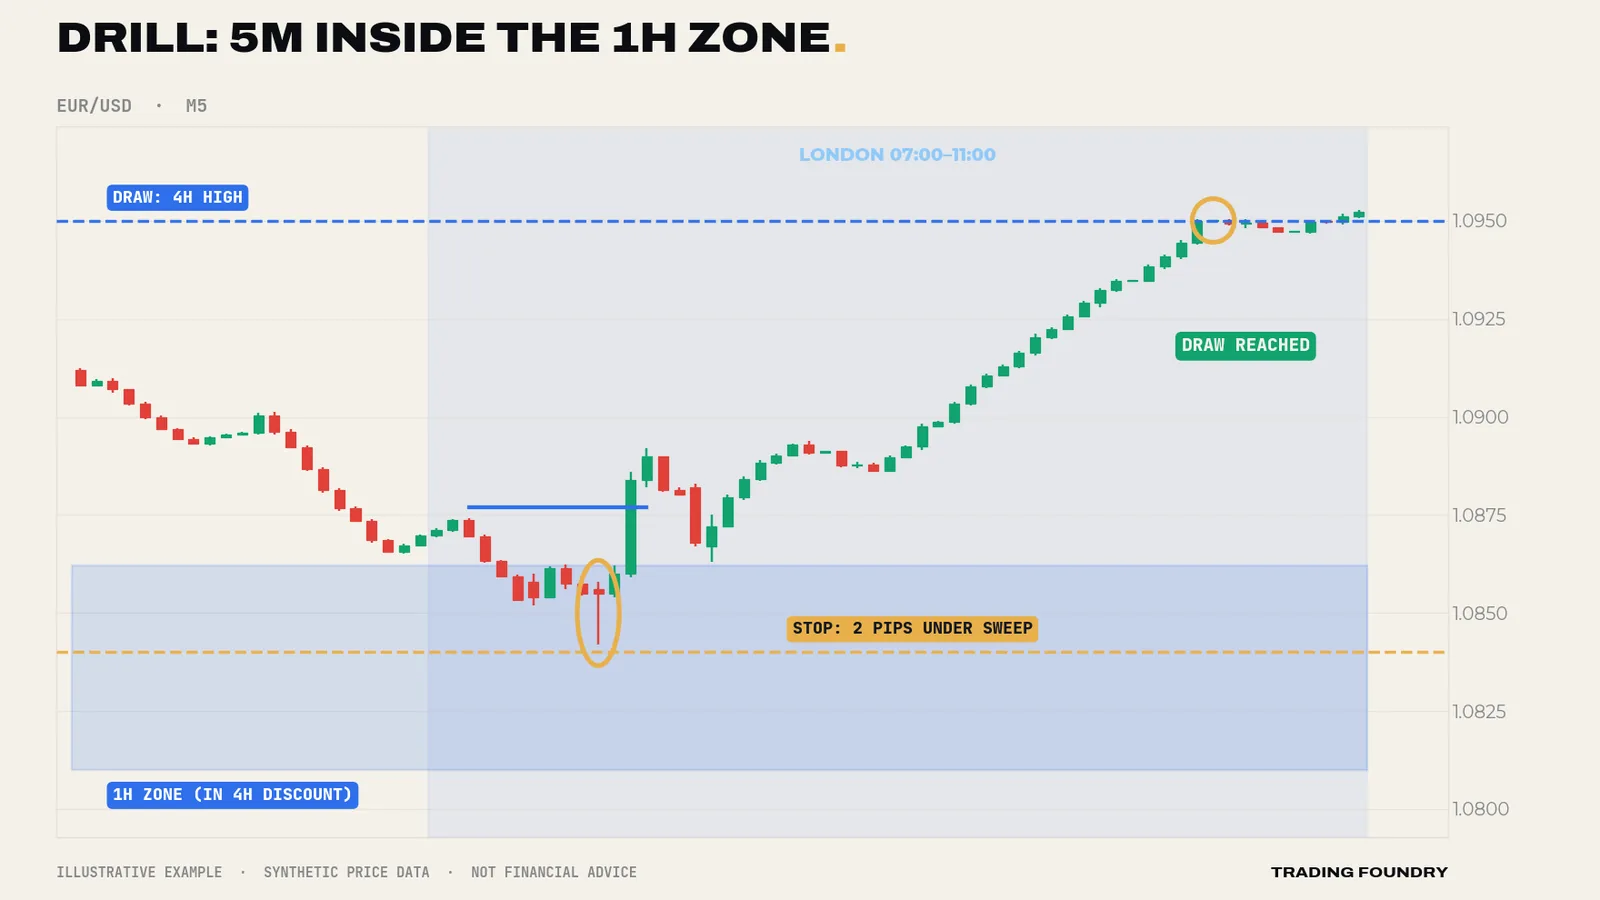 DRILL: 5M INSIDE THE 1H ZONE.
EUR/USD · M5
LONDON 07:00–11:00
DRAW: 4H HIGH
1.0950
1.0925
DRAW REACHED
1.0900
1.0875
1.0850
STOP: 2 PIPS UNDER SWEEP
1.0825
1H ZONE (IN 4H DISCOUNT)
1.0800
ILLUSTRATIVE EXAMPLE · SYNTHETIC PRICE DATA · NOT FINANCIAL ADVICE
TRADING FOUNDRY